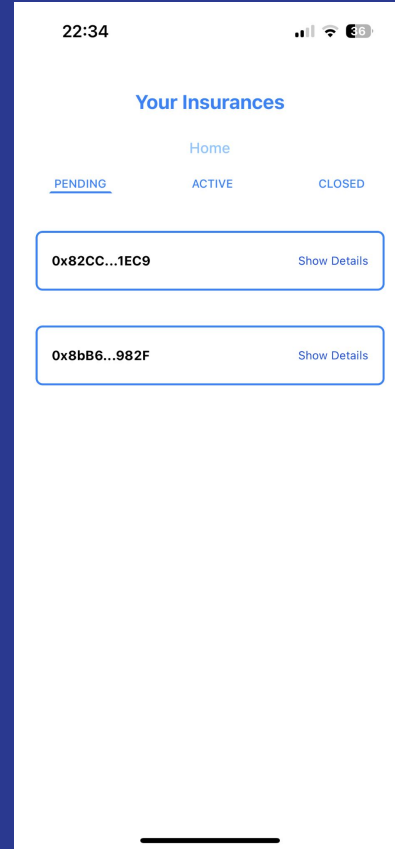 22:34 36
Your Insurances
Home
PENDING ACTIVE CLOSED
0x82CC...1EC9 Show Details
0x8bB6...982F Show Details